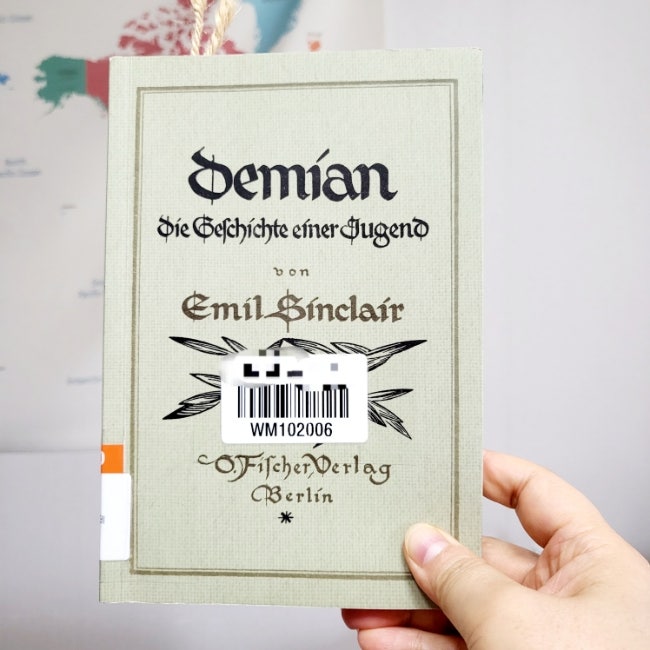 Demian
Die Geschichte einer Jugend
von
Emil Sinclair
WM102006
S. Fischer, Verlag
Berlin
*